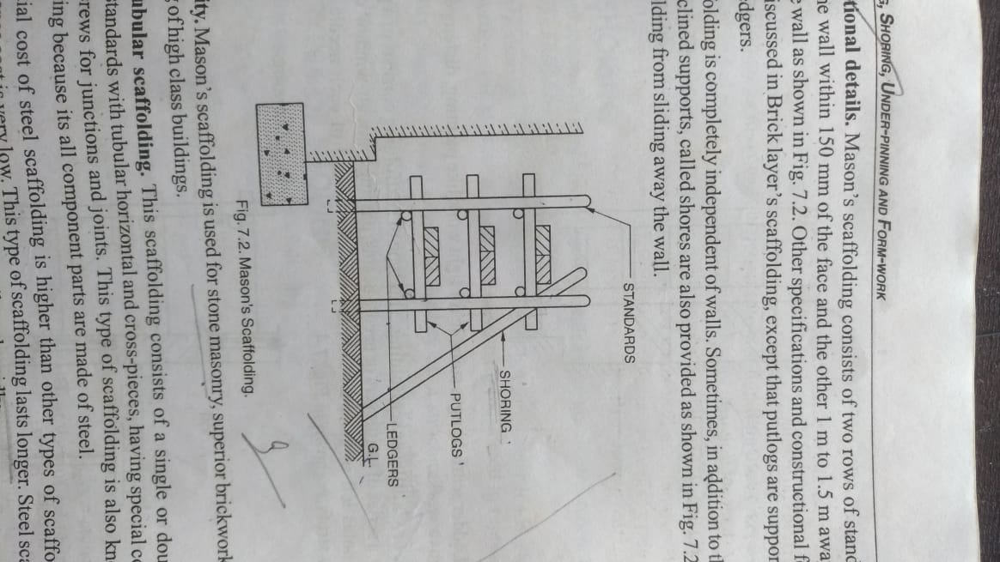 SHORING, UNDER-PINNING AND FORM-WORK
tional details. Mason's scaffolding consists of two rows of stand
wall within 150 mm of the face and the other 1 m to 1.5 m awa
wall as shown in Fig. 7.2. Other specifications and constructional f
iscussed in Bricklayer's scaffolding, except that putlogs are suppor
dgers.
olding is completely independent of walls. Sometimes, in addition to th
clined supports, called shores are also provided as shown in Fig. 7.2
lding from sliding away the wall.
STANDARDS
SHORING
PUTLOGS
LEDGERS
G.L
Fig. 7.2. Mason's Scaffolding.
ity. Mason's scaffolding is used for stone masonry, superior brickwork
of high class buildings.
ubular scaffolding. This scaffolding consists of a single or dou
standards with tubular horizontal and cross-pieces, having special co
rews for junctions and joints. This type of scaffolding is also kn
ing because its all component parts are made of steel.
ial cost of steel scaffolding is higher than other types of scaffo
very low. This type of scaffolding lasts longer. Steel sca